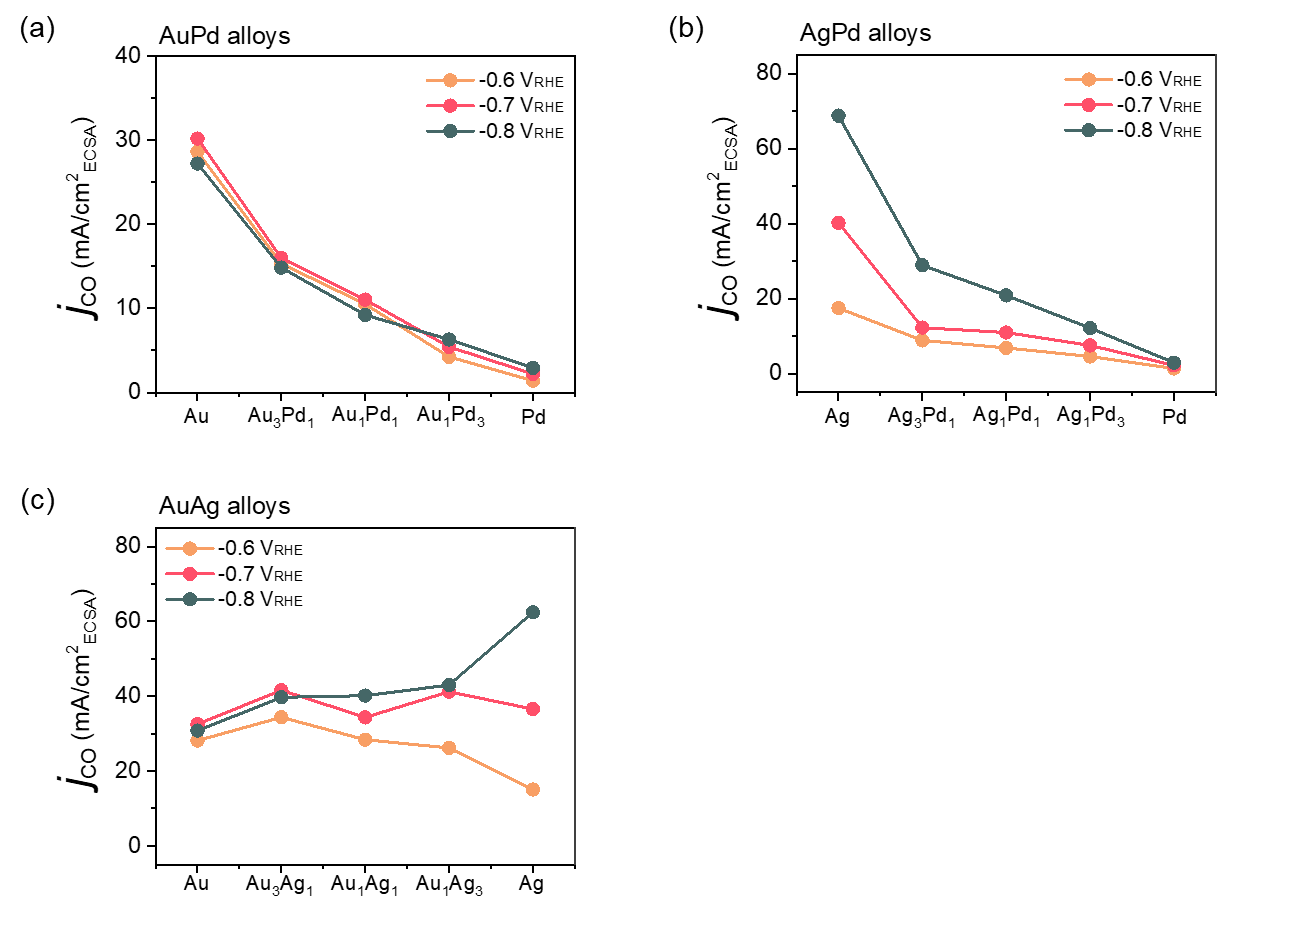 (a)
AuPd alloys
40
30
20
10
0
jCO (mA/cm²ECSA)
-0.6 VRHE
-0.7 VRHE
-0.8 VRHE
Au Au₃Pd₁ Au₁Pd₁ Au₁Pd₃ Pd
(b)
AgPd alloys
80
60
40
20
0
jCO (mA/cm²ECSA)
-0.6 VRHE
-0.7 VRHE
-0.8 VRHE
Ag Ag₃Pd₁ Ag₁Pd₁ Ag₁Pd₃ Pd
(c)
AuAg alloys
80
60
40
20
0
jCO (mA/cm²ECSA)
-0.6 VRHE
-0.7 VRHE
-0.8 VRHE
Au Au₃Ag₁ Au₁Ag₁ Au₁Ag₃ Ag